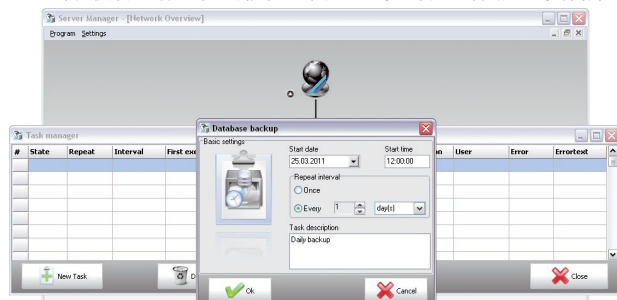 Server Manager - [Network Overview]
Program Settings
Task manager
# State Repeat Interval User Error Errortext
Database backup
Basic settings
Start date Start time
25.03.2011 12:00:00
Repeat interval
Once
Every 1 day(s)
Task description
Daily backup
New Task
Ok
Cancel
Close